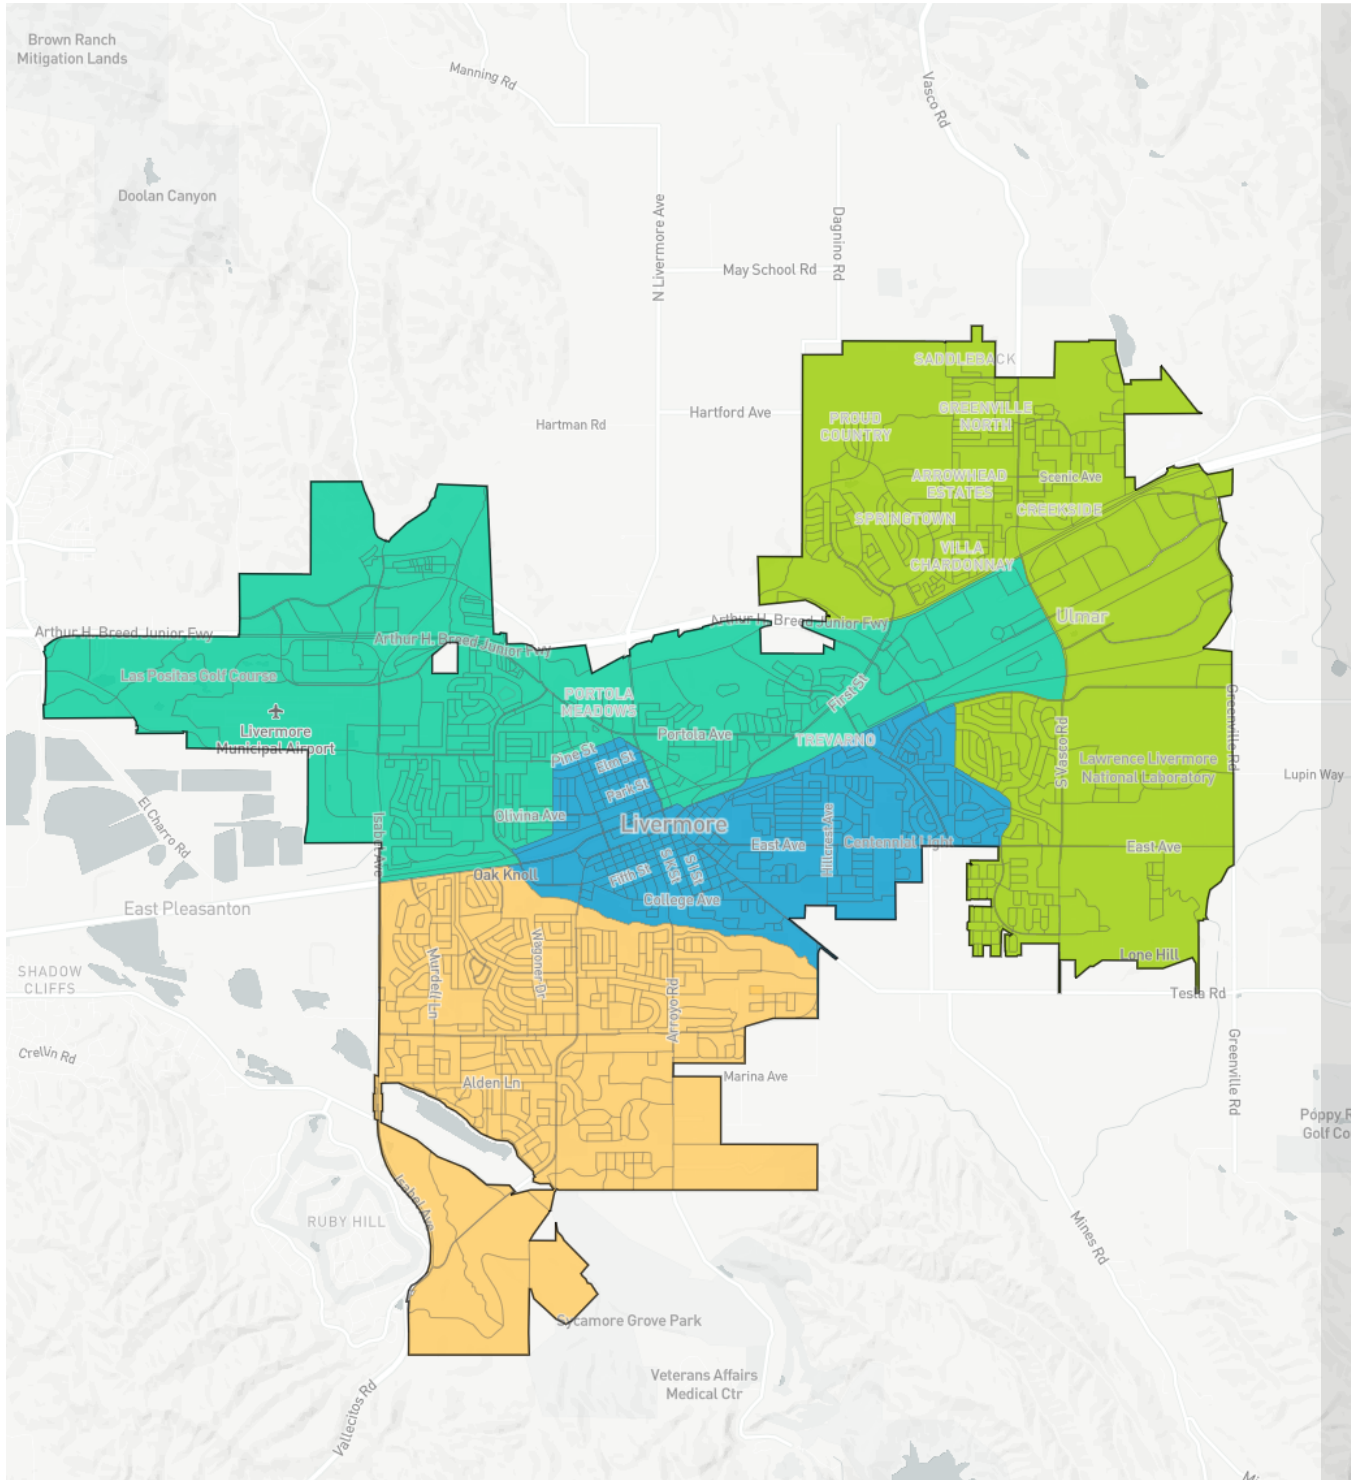 Brown Ranch
Mitigation Lands
Manning Rd
Vasco Rd
Doolan Canyon
N Livermore Ave
Dagnino Rd
May School Rd
SADDLEBACK
Hartford Ave
Hartman Rd
PROUD
COUNTRY
GREENVILLE
NORTH
ARROWHEAD
ESTATES
Scenic Ave
SPRINGTOWN
CREEKSIDE
VILLA
CHARDONNAY
Ulmar
Arthur H. Breed Junior Fwy
Arthur H. Breed Junior Fwy
Arthur H. Breed Junior Fwy
Las Positas Golf Course
Livermore
Municipal Airport
PORTOLA
MEADOWS
First St
Portola Ave
TREVARNO
Pine St
Elm St
Park St
S Vasco Rd
Greenville Rd
Lawrence Livermore
National Laboratory
Lupin Way
El Charro Rd
Isabel Ave
Olivina Ave
Livermore
East Ave
Hillcrest Ave
Centennial Light
East Ave
Oak Knoll
Fifth St
S K St
S I St
College Ave
East Pleasanton
SHADOW
CLIFFS
Murdell Ln
Wagoner Dr
Arroyo Rd
Lone Hill
Tesla Rd
Crellin Rd
Alden Ln
Marina Ave
Greenville Rd
Poppy R
Golf Co
Isabel Ave
RUBY HILL
Mines Rd
Sycamore Grove Park
Veterans Affairs
Medical Ctr
Vallecitos Rd